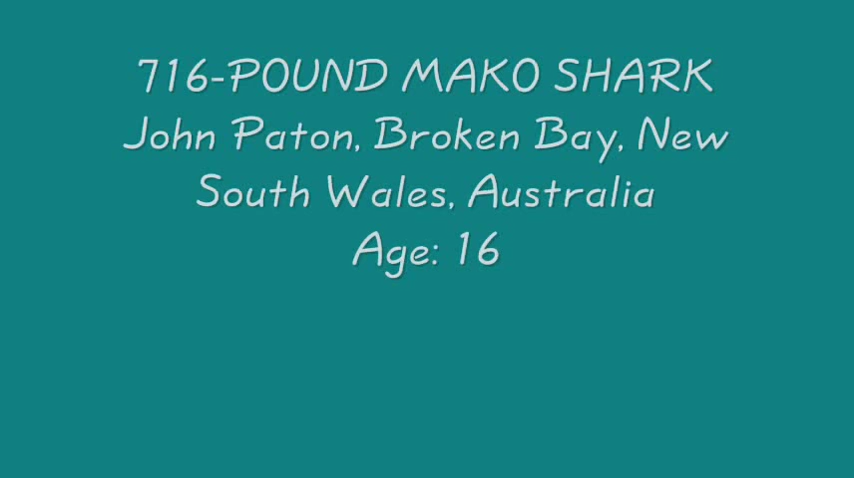 716-POUND MAKO SHARK
John Paton, Broken Bay, New
South Wales, Australia
Age: 16